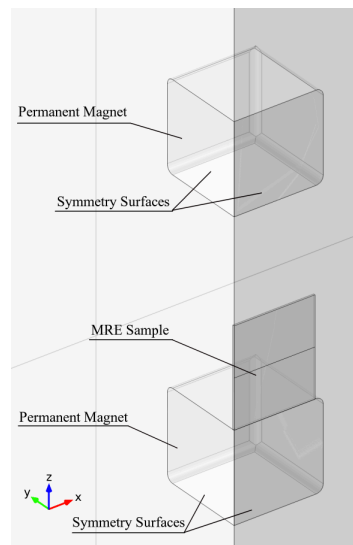 Permanent Magnet
Symmetry Surfaces
MRE Sample
Permanent Magnet
z
y
x
Symmetry Surfaces